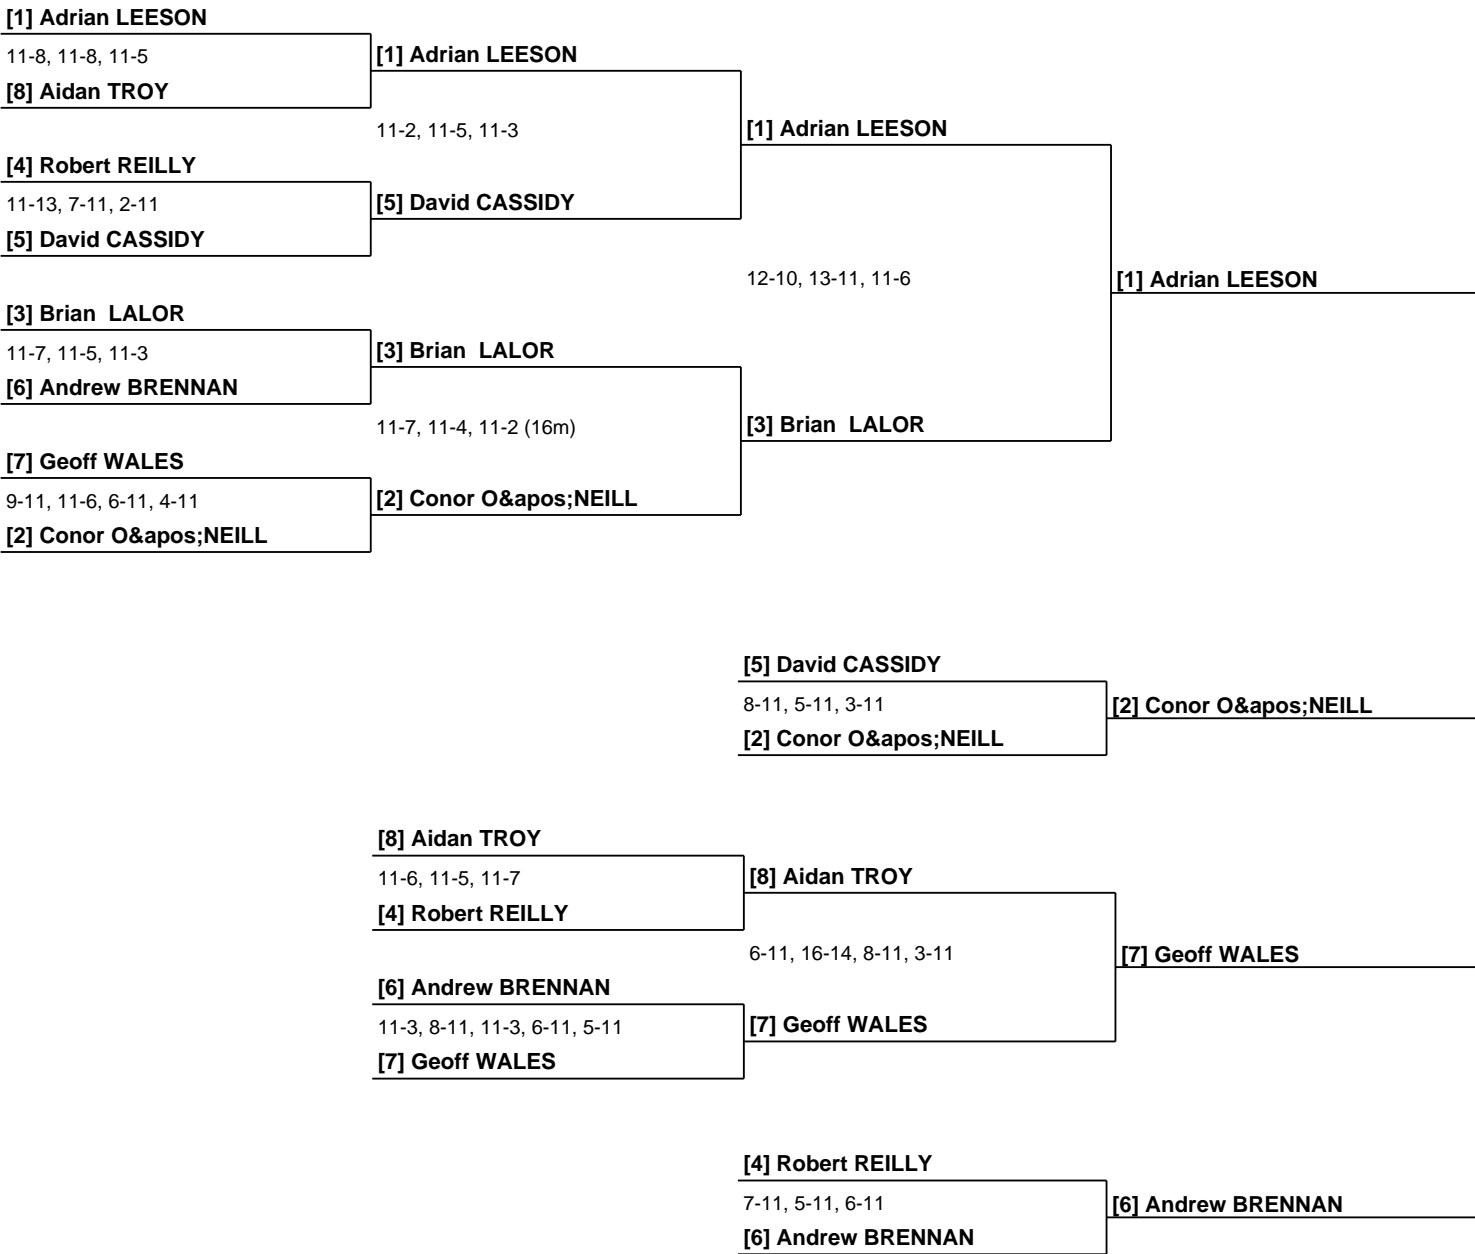 [1] Adrian LEESON
11-8, 11-8, 11-5
[1] Adrian LEESON
[8] Aidan TROY
11-2, 11-5, 11-3
[1] Adrian LEESON
[4] Robert REILLY
11-13, 7-11, 2-11
[5] David CASSIDY
[5] David CASSIDY
12-10, 13-11, 11-6
[1] Adrian LEESON
[3] Brian  LALOR
11-7, 11-5, 11-3
[3] Brian  LALOR
[6] Andrew BRENNAN
11-7, 11-4, 11-2 (16m)
[3] Brian  LALOR
[7] Geoff WALES
9-11, 11-6, 6-11, 4-11
[2] Conor O&apos;NEILL
[2] Conor O&apos;NEILL
[5] David CASSIDY
8-11, 5-11, 3-11
[2] Conor O&apos;NEILL
[2] Conor O&apos;NEILL
[8] Aidan TROY
11-6, 11-5, 11-7
[8] Aidan TROY
[4] Robert REILLY
6-11, 16-14, 8-11, 3-11
[7] Geoff WALES
[6] Andrew BRENNAN
11-3, 8-11, 11-3, 6-11, 5-11
[7] Geoff WALES
[7] Geoff WALES
[4] Robert REILLY
7-11, 5-11, 6-11
[6] Andrew BRENNAN
[6] Andrew BRENNAN